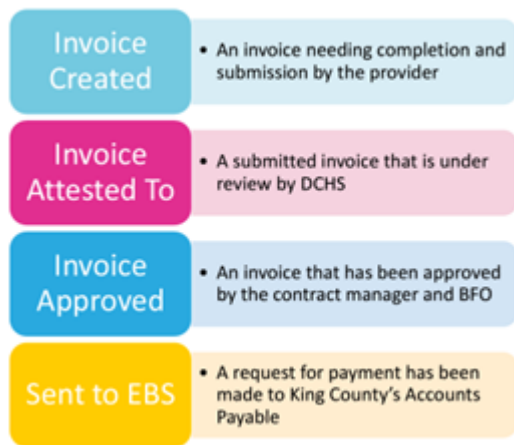 Invoice
Created
• An invoice needing completion and
submission by the provider
Invoice
Attested To
• A submitted invoice that is under
review by DCHS
Invoice
Approved
• An invoice that has been approved
by the contract manager and BFO
Sent to EBS
• A request for payment has been
made to King County's Accounts
Payable